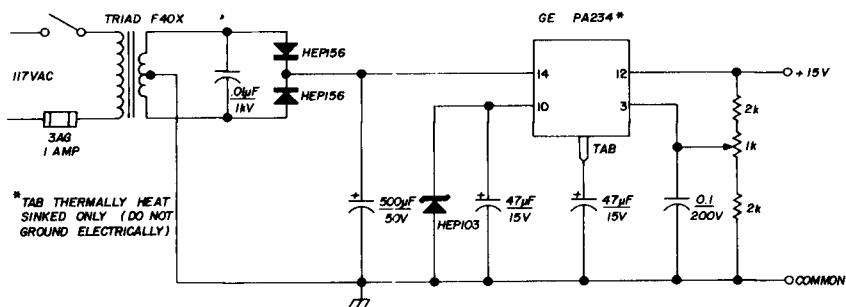 TRIAD F40X
GE PA234*
117VAC
3AG
1 AMP
.01µF
1kV
HEP156
HEP156
14
12
10
3
TAB
+15V
2k
1k
2k
+
500µF
50V
HEP103
+
47µF
15V
+
47µF
15V
0.1
200V
COMMON
*TAB THERMALLY HEAT
SINKED ONLY (DO NOT
GROUND ELECTRICALLY)